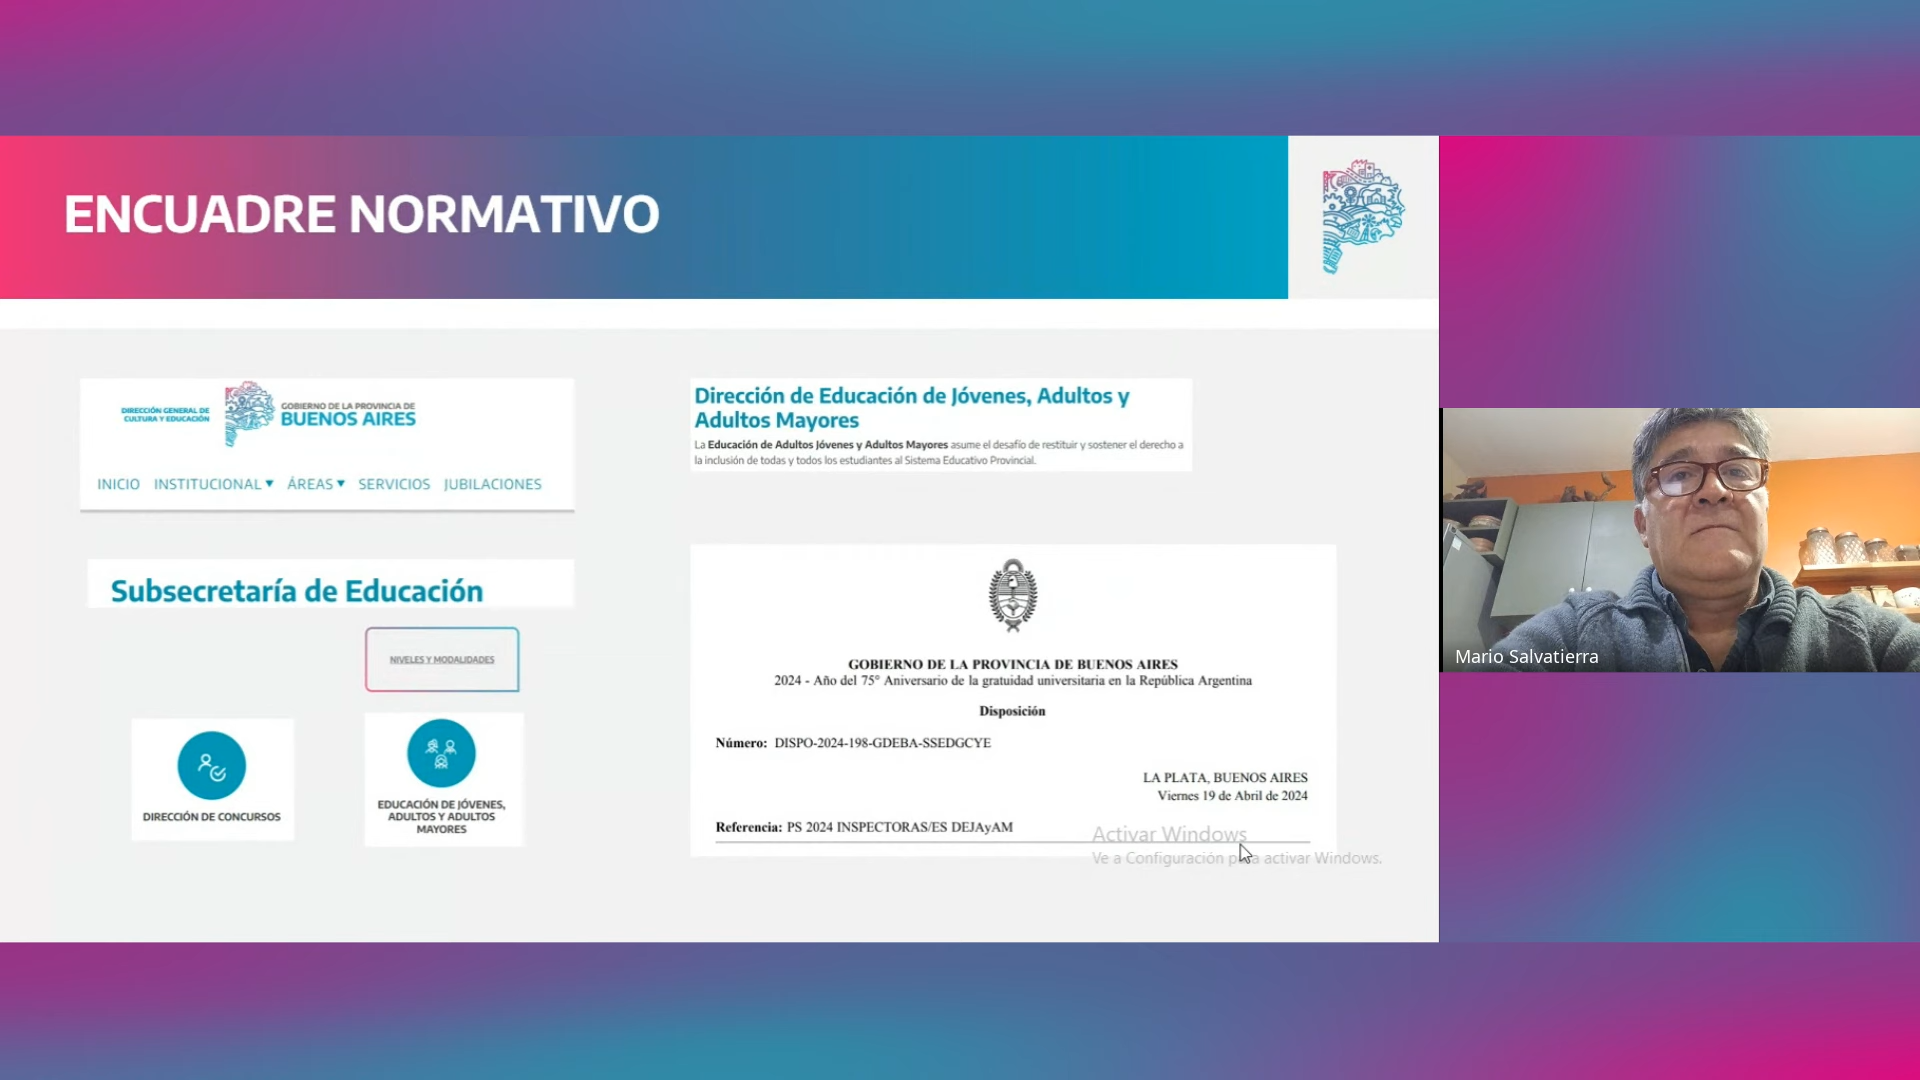 ENCUADRE NORMATIVO
DIRECCIÓN GENERAL DE
CULTURA Y EDUCACIÓN
GOBIERNO DE LA PROVINCIA DE
BUENOS AIRES
INICIO INSTITUCIONAL ÁREAS SERVICIOS JUBILACIONES
Subsecretaría de Educación
NIVELES Y MODALIDADES
DIRECCIÓN DE CONCURSOS
EDUCACIÓN DE JÓVENES,
ADULTOS Y ADULTOS
MAYORES
Dirección de Educación de Jóvenes, Adultos y
Adultos Mayores
La Educación de Adultos Jóvenes y Adultos Mayores asume el desafío de restituir y sostener el derecho a
la inclusión de todas y todos los estudiantes al Sistema Educativo Provincial.
GOBIERNO DE LA PROVINCIA DE BUENOS AIRES
2024 - Año del 75° Aniversario de la gratuidad universitaria en la República Argentina
Disposición
Número: DISPO-2024-198-GDEBA-SSEDGCYE
LA PLATA, BUENOS AIRES
Viernes 19 de Abril de 2024
Referencia: PS 2024 INSPECTORAS/ES DEJAyAM
Activar Windows
Ve a Configuración para activar Windows.
Mario Salvatierra